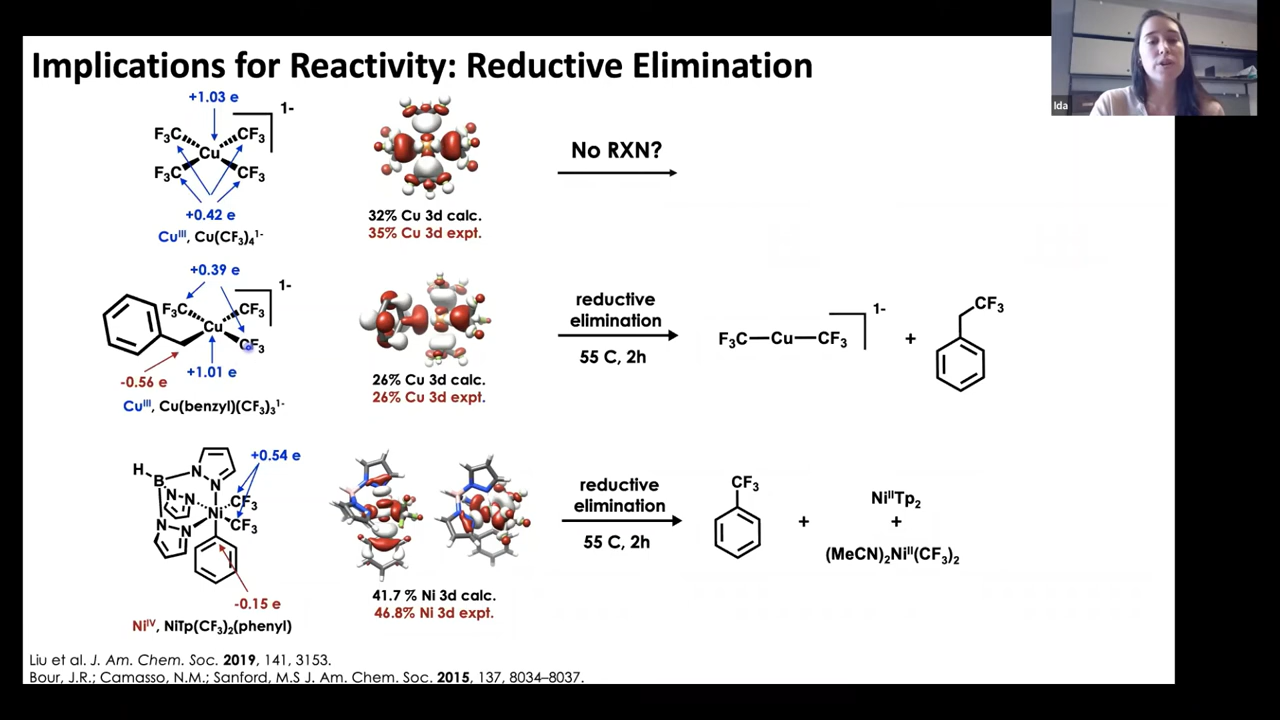 Implications for Reactivity: Reductive Elimination
Ida
+1.03 e
1-
F₃C
CF₃
Cu
F₃C
CF₃
+0.42 e
Cuᴵᴵᴵ, Cu(CF₃)₄¹⁻
32% Cu 3d calc.
35% Cu 3d expt.
No RXN?
+0.39 e
1-
F₃C
CF₃
Cu
CF₃
-0.56 e
+1.01 e
Cuᴵᴵᴵ, Cu(benzyl)(CF₃)₃¹⁻
26% Cu 3d calc.
26% Cu 3d expt.
reductive
elimination
55 C, 2h
F₃C—Cu—CF₃
1-
+
CF₃
H
B
N
N
N
N
N
N
Ni
CF₃
CF₃
+0.54 e
-0.15 e
Niᴵⱽ, NiTp(CF₃)₂(phenyl)
41.7 % Ni 3d calc.
46.8% Ni 3d expt.
reductive
elimination
55 C, 2h
CF₃
+
NiᴵᴵTp₂
+
(MeCN)₂Niᴵᴵ(CF₃)₂
Liu et al. J. Am. Chem. Soc. 2019, 141, 3153.
Bour, J.R.; Camasso, N.M.; Sanford, M.S J. Am. Chem. Soc. 2015, 137, 8034–8037.